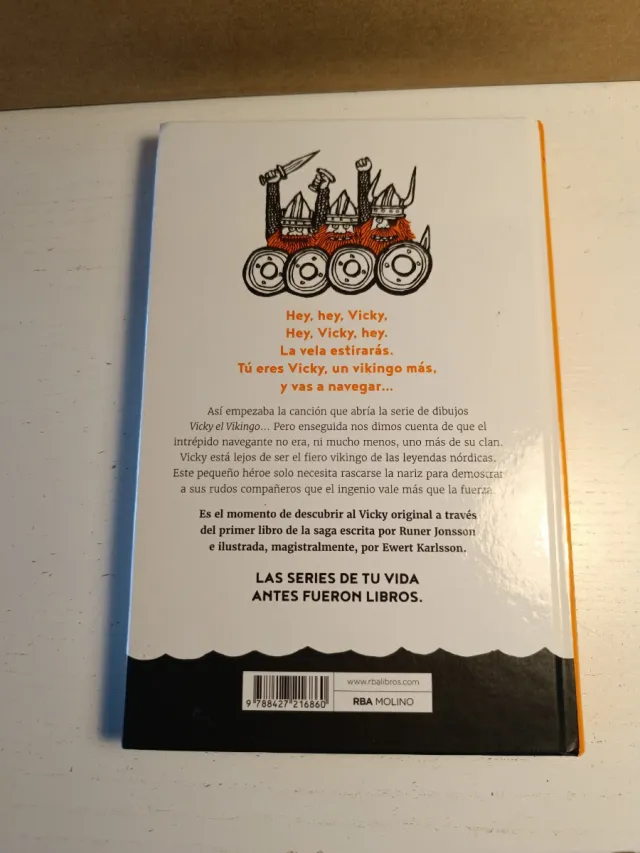 Hey, hey, Vicky,
Hey, Vicky, hey.
La vela estirarás.
Tú eres Vicky, un vikingo más,
y vas a navegar...
Así empezaba la canción que abría la serie de dibujos
Vicky el Vikingo... Pero enseguida nos dimos cuenta de que el
intrépido navegante no era, ni mucho menos, uno más de su clan.
Vicky está lejos de ser el fiero vikingo de las leyendas nórdicas.
Este pequeño héroe solo necesita rascarse la nariz para demostrar
a sus rudos compañeros que el ingenio vale más que la fuerza.
Es el momento de descubrir al Vicky original a través
del primer libro de la saga escrita por Runer Jonsson
e ilustrada, magistralmente, por Ewert Karlsson.
LAS SERIES DE TU VIDA
ANTES FUERON LIBROS.
www.rbalibros.com
RBA MOLINO
9 788427 216860